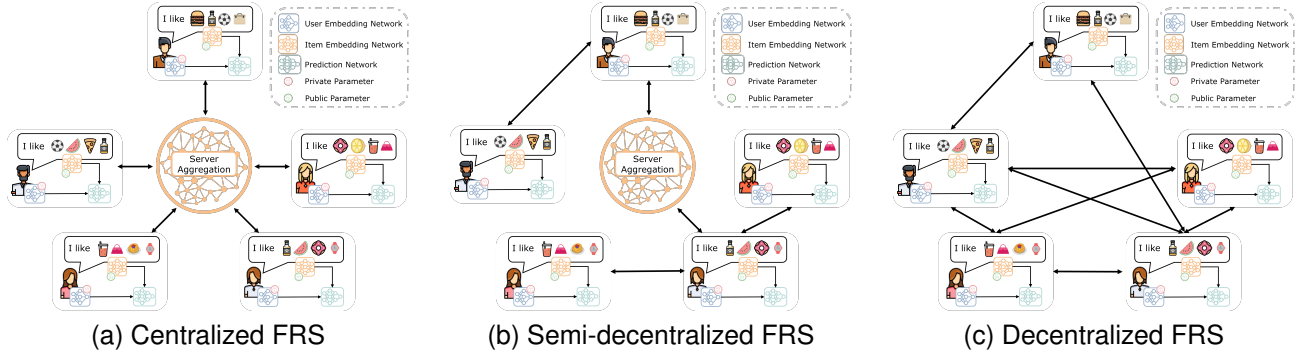 I like
User Embedding Network
Item Embedding Network
Prediction Network
Private Parameter
Public Parameter
I like
Server
Aggregation
I like
I like
I like
(a) Centralized FRS
I like
User Embedding Network
Item Embedding Network
Prediction Network
Private Parameter
Public Parameter
I like
Server
Aggregation
I like
I like
I like
(b) Semi-decentralized FRS
I like
User Embedding Network
Item Embedding Network
Prediction Network
Private Parameter
Public Parameter
I like
I like
I like
I like
(c) Decentralized FRS